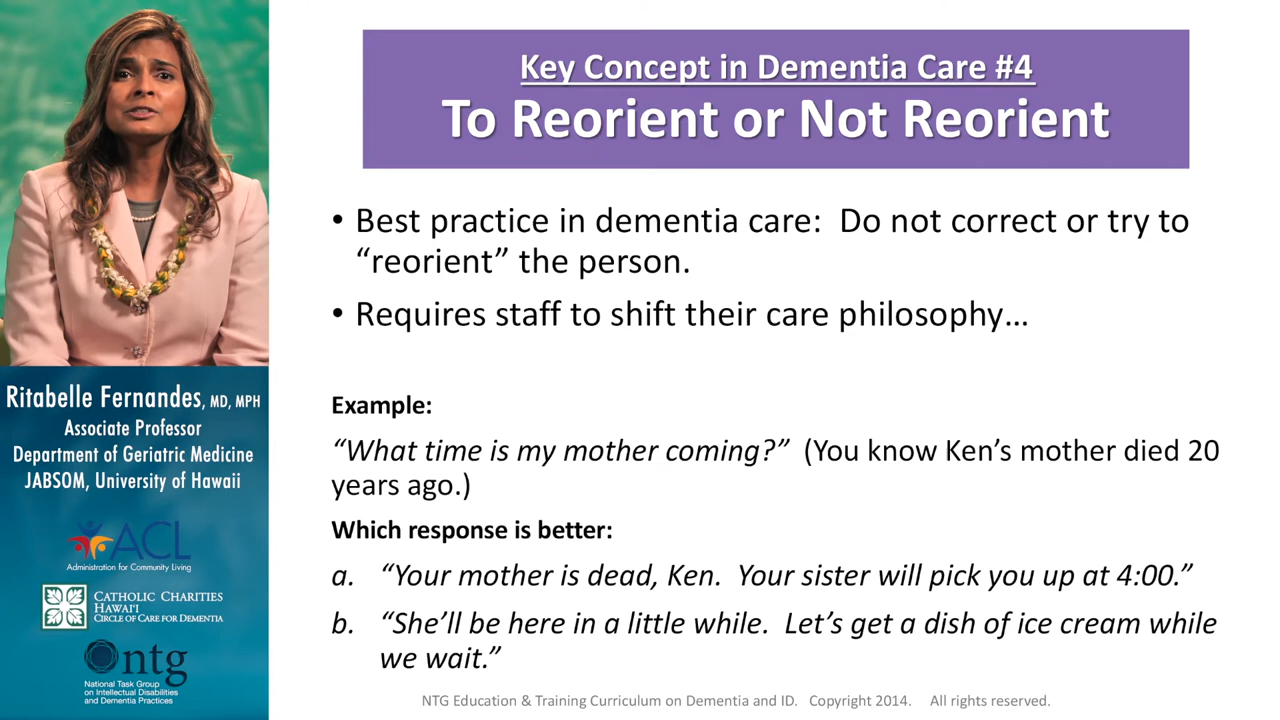 Key Concept in Dementia Care #4
To Reorient or Not Reorient
• Best practice in dementia care:  Do not correct or try to
“reorient” the person.
• Requires staff to shift their care philosophy…
Example:
“What time is my mother coming?”  (You know Ken’s mother died 20
years ago.)
Which response is better:
a. “Your mother is dead, Ken.  Your sister will pick you up at 4:00.”
b. “She’ll be here in a little while.  Let’s get a dish of ice cream while
we wait.”
NTG Education & Training Curriculum on Dementia and ID.  Copyright 2014.    All rights reserved.
Ritabelle Fernandes, MD, MPH
Associate Professor
Department of Geriatric Medicine
JABSOM, University of Hawaii
ACL
Administration for Community Living
CATHOLIC CHARITIES
HAWAI‘I
CIRCLE OF CARE FOR DEMENTIA
ntg
National Task Group
on Intellectual Disabilities
and Dementia Practices